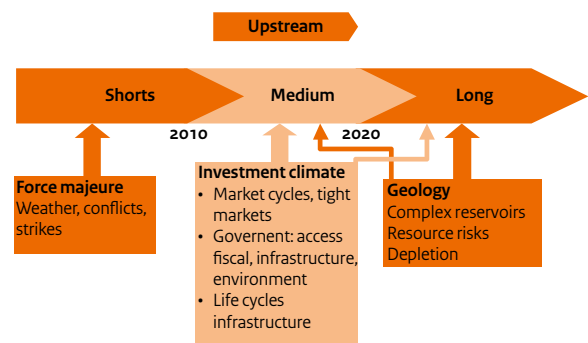 Upstream
Shorts
Medium
Long
2010
2020
Force majeure
Weather, conflicts,
strikes
Investment climate
• Market cycles, tight
markets
• Governent: access
fiscal, infrastructure,
environment
• Life cycles
infrastructure
Geology
Complex reservoirs
Resource risks
Depletion